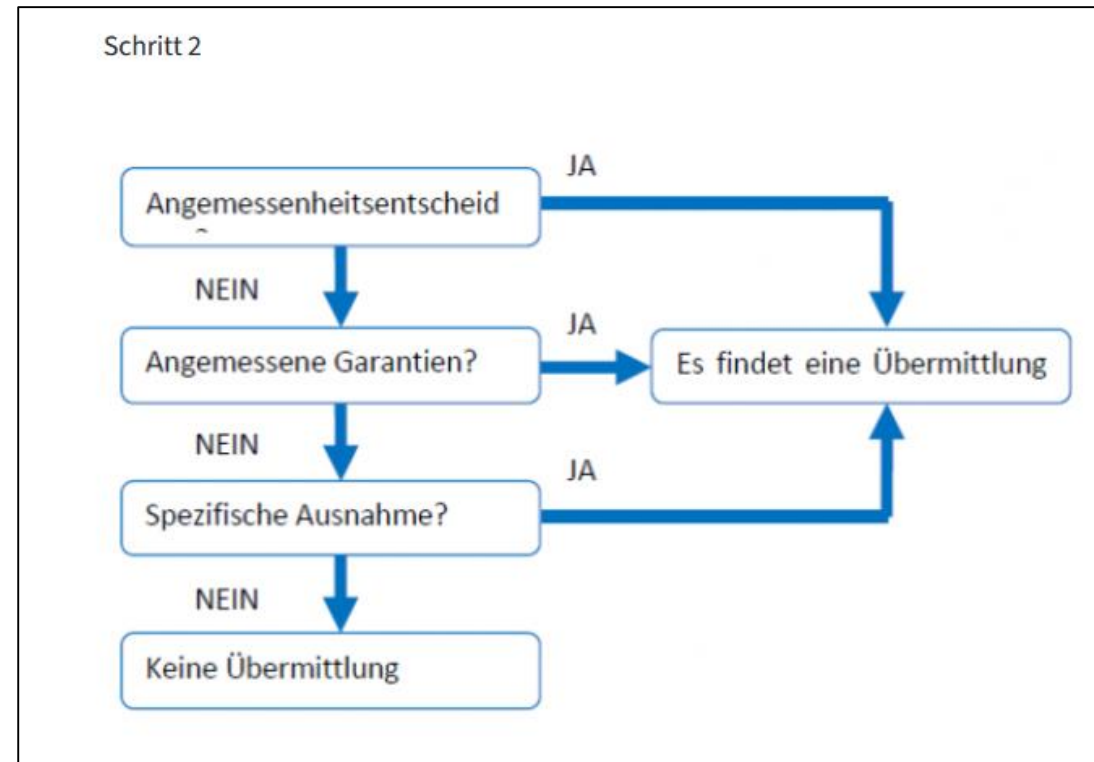 Schritt 2
JA
Angemessenheitsentscheid
NEIN
JA
Angemessene Garantien?
Es findet eine Übermittlung
NEIN
JA
Spezifische Ausnahme?
NEIN
Keine Übermittlung